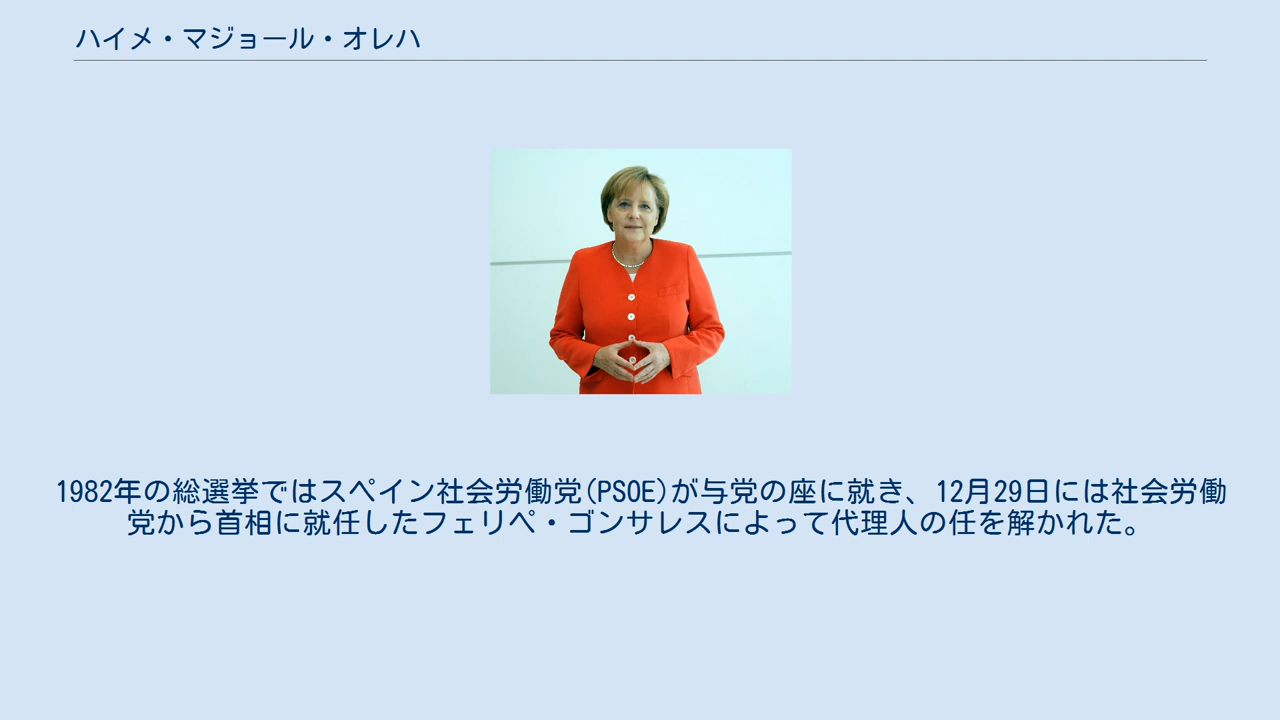 ハイメ・マジョール・オレハ
1982年の総選挙ではスペイン社会労働党(PSOE)が与党の座に就き、12月29日には社会労働
党から首相に就任したフェリペ・ゴンサレスによって代理人の任を解かれた。